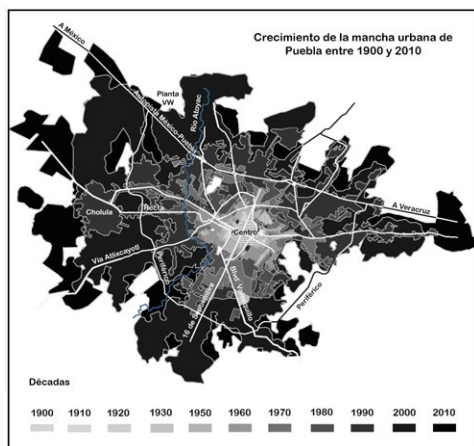 Crecimiento de la mancha urbana de
Puebla entre 1900 y 2010
A México
Planta
VW
Autopista México-Puebla
Río Atoyac
Cholula
Recta
A Veracruz
Centro
Vía Atlixcayotl
Periférico
16 de Septiembre
Blvd. Valsequillo
Periférico
Décadas
1900 1910 1920 1930 1950 1960 1970 1980 1990 2000 2010